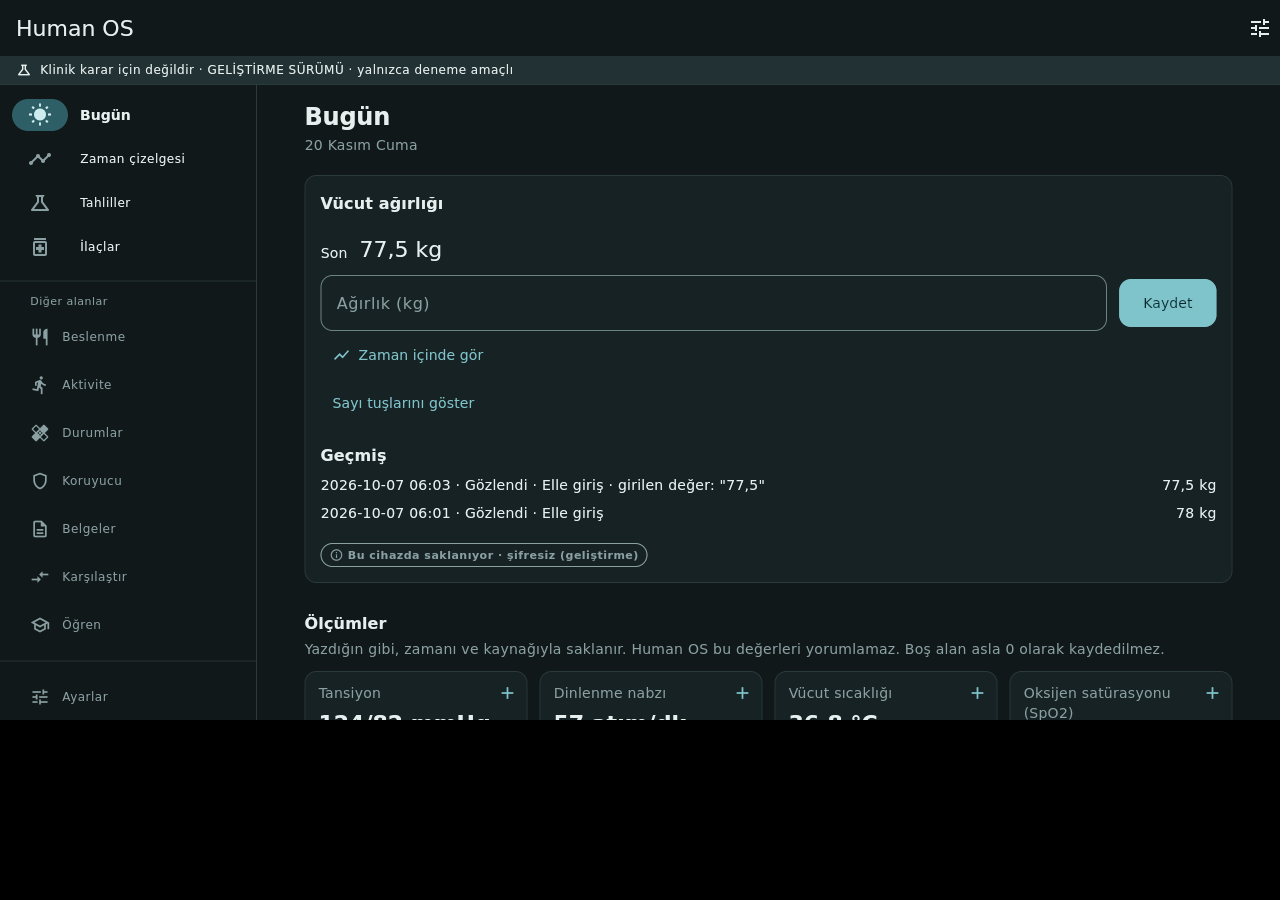 Human OS
Klinik karar için değildir · GELİŞTİRME SÜRÜMÜ · yalnızca deneme amaçlı
Bugün
Zaman çizelgesi
Tahliller
İlaçlar
Diğer alanlar
Beslenme
Aktivite
Durumlar
Koruyucu
Belgeler
Karşılaştır
Öğren
Ayarlar
Bugün
20 Kasım Cuma
Vücut ağırlığı
Son 77,5 kg
Ağırlık (kg)
Kaydet
Zaman içinde gör
Sayı tuşlarını göster
Geçmiş
2026-10-07 06:03 · Gözlendi · Elle giriş · girilen değer: "77,5" 77,5 kg
2026-10-07 06:01 · Gözlendi · Elle giriş 78 kg
Bu cihazda saklanıyor · şifresiz (geliştirme)
Ölçümler
Yazdığın gibi, zamanı ve kaynağıyla saklanır. Human OS bu değerleri yorumlamaz. Boş alan asla 0 olarak kaydedilmez.
Tansiyon
Dinlenme nabzı
Vücut sıcaklığı
Oksijen satürasyonu
(SpO2)